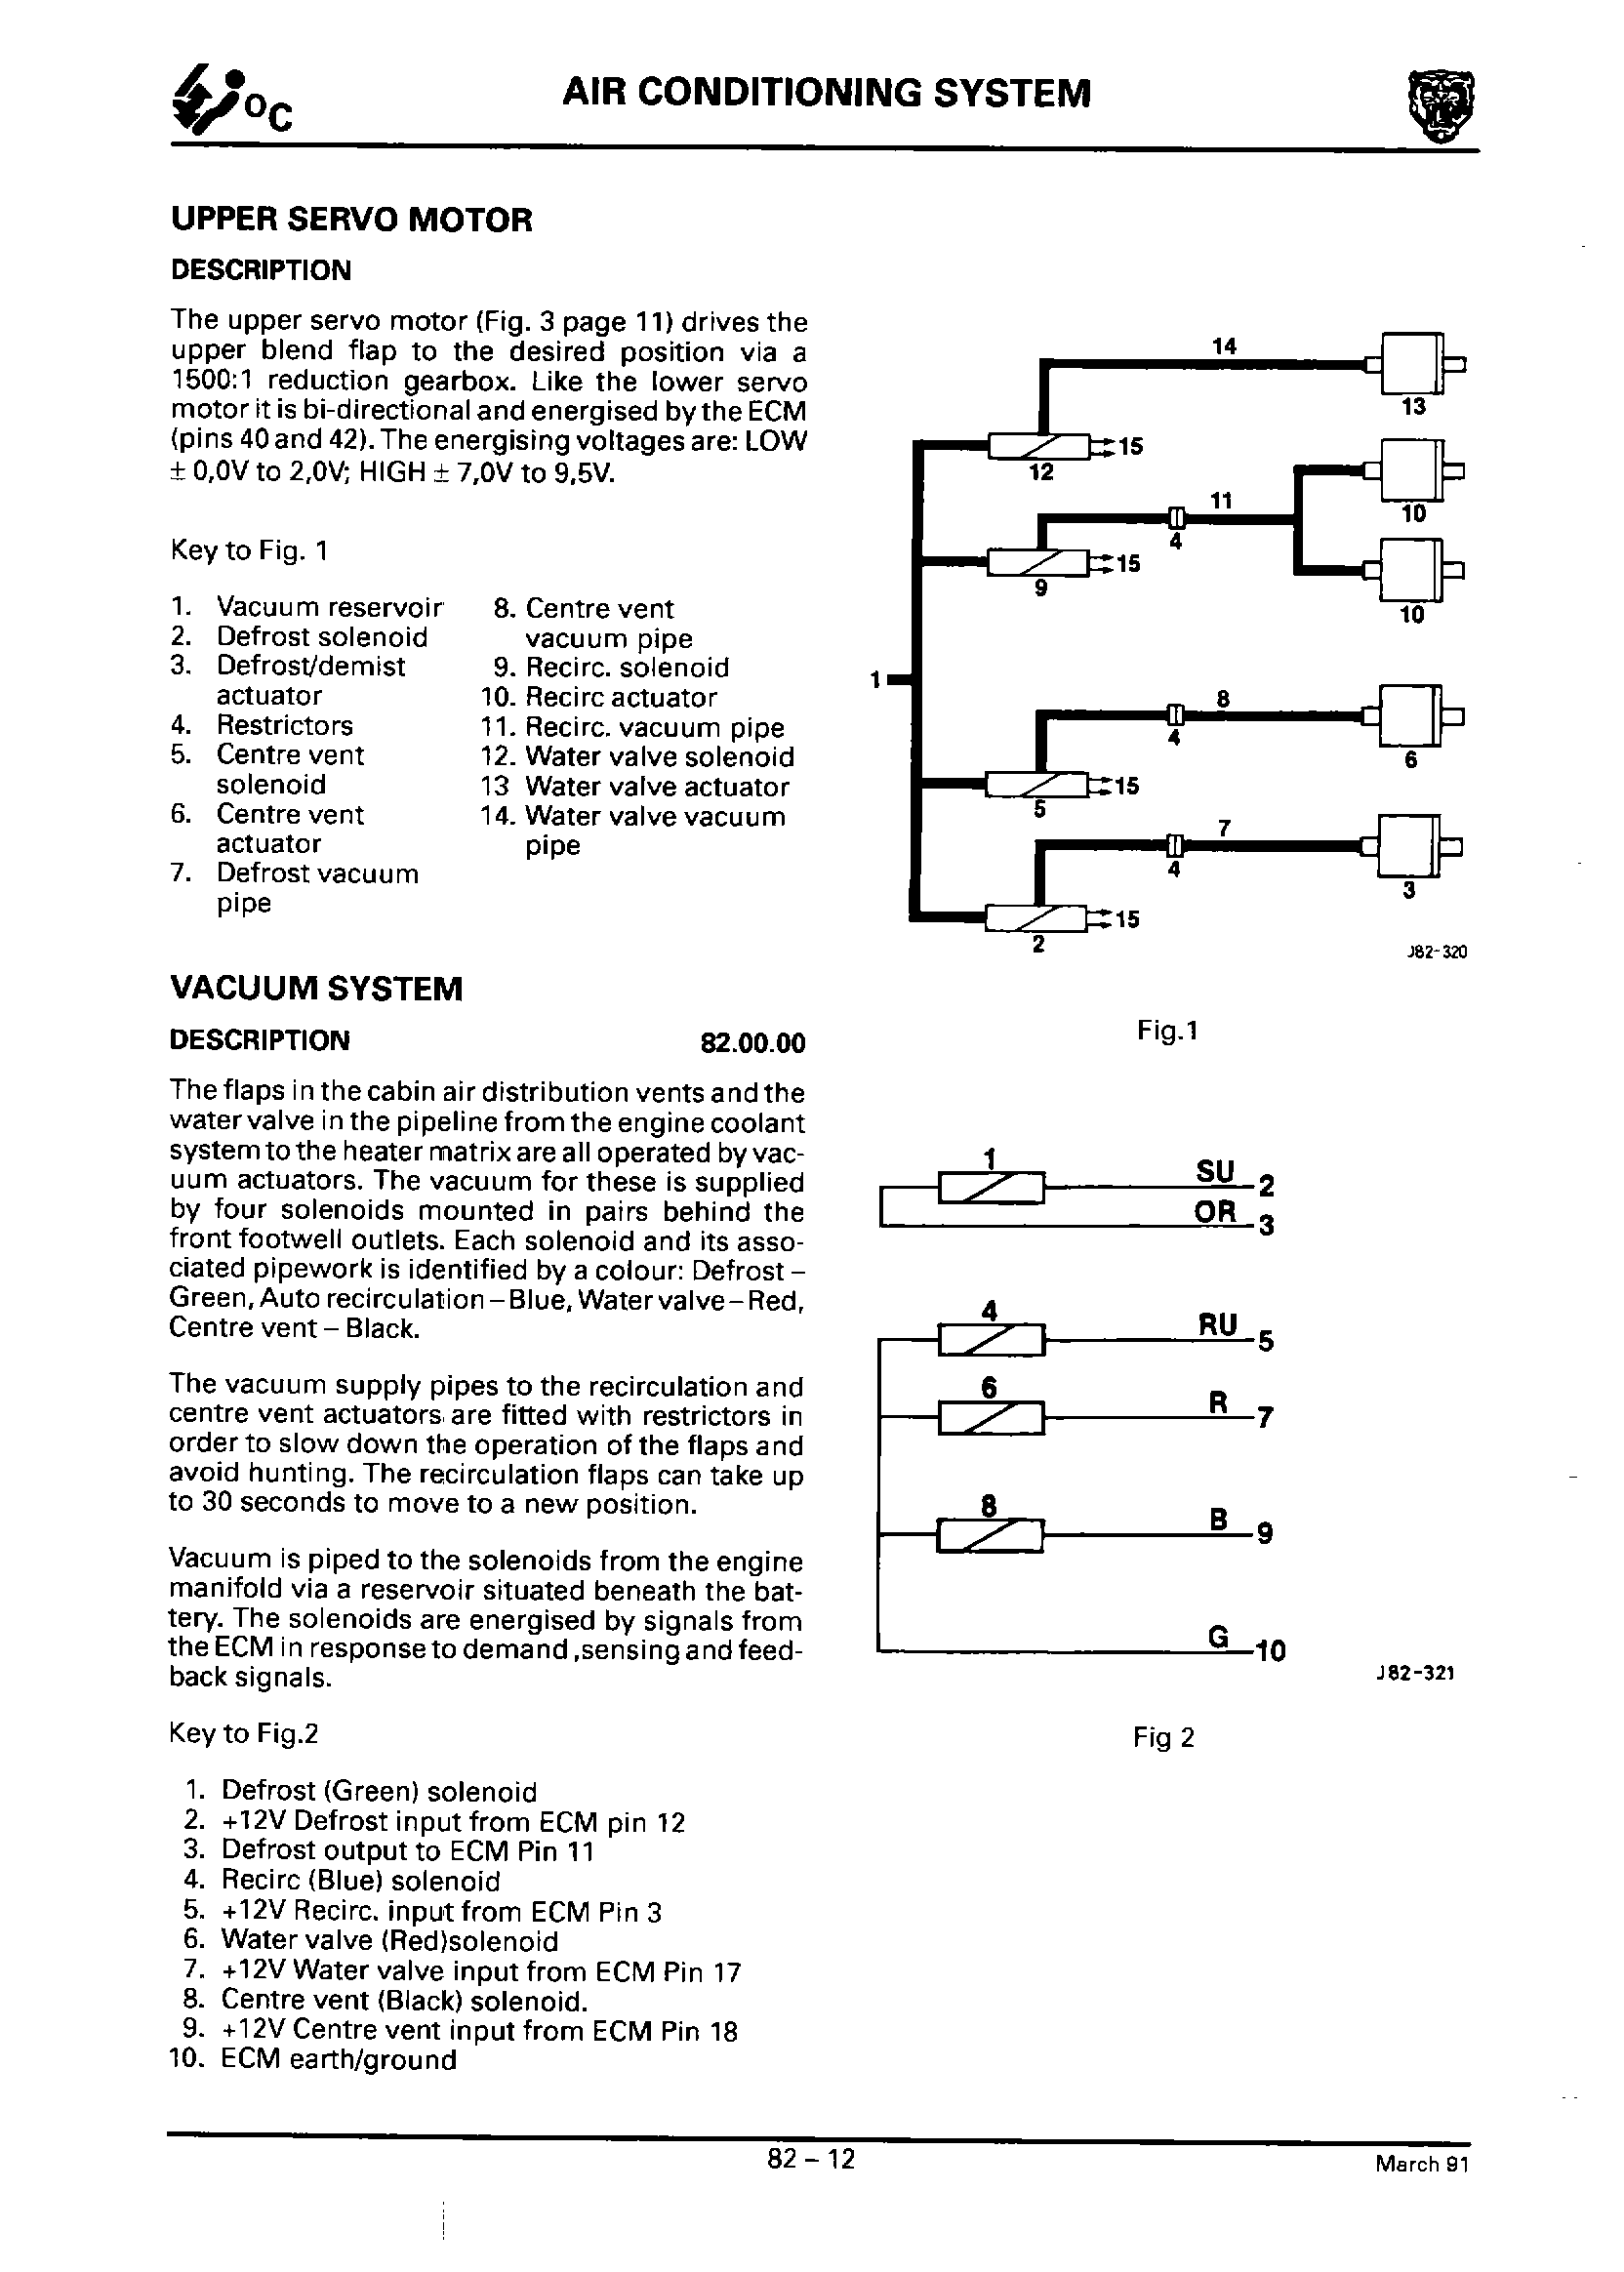 °C
AIR CONDITIONING SYSTEM
UPPER SERVO MOTOR
DESCRIPTION
The upper servo motor (Fig. 3 page 11) drives the
upper blend flap to the desired position via a
1500:1 reduction gearbox. Like the lower servo
motor it is bi-directional and energised by the ECM
(pins 40 and 42). The energising voltages are: LOW
± 0,0V to 2,0V; HIGH ± 7,0V to 9,5V.
Key to Fig. 1
1. Vacuum reservoir
2. Defrost solenoid
3. Defrost/demist
actuator
4. Restrictors
5. Centre vent
solenoid
6. Centre vent
actuator
7. Defrost vacuum
pipe
8. Centre vent
vacuum pipe
9. Recirc. solenoid
10. Recirc actuator
11. Recirc. vacuum pipe
12. Water valve solenoid
13 Water valve actuator
14. Water valve vacuum
pipe
VACUUM SYSTEM
DESCRIPTION 82.00.00
The flaps in the cabin air distribution vents and the
water valve in the pipeline from the engine coolant
system to the heater matrix are all operated by vac-
uum actuators. The vacuum for these is supplied
by four solenoids mounted in pairs behind the
front footwell outlets. Each solenoid and its asso-
ciated pipework is identified by a colour: Defrost –
Green, Auto recirculation – Blue, Water valve – Red,
Centre vent – Black.
The vacuum supply pipes to the recirculation and
centre vent actuators are fitted with restrictors in
order to slow down the operation of the flaps and
avoid hunting. The recirculation flaps can take up
to 30 seconds to move to a new position.
Vacuum is piped to the solenoids from the engine
manifold via a reservoir situated beneath the bat-
tery. The solenoids are energised by signals from
the ECM in response to demand ,sensing and feed-
back signals.
Key to Fig.2
1. Defrost (Green) solenoid
2. +12V Defrost input from ECM pin 12
3. Defrost output to ECM Pin 11
4. Recirc (Blue) solenoid
5. +12V Recirc. input from ECM Pin 3
6. Water valve (Red)solenoid
7. +12V Water valve input from ECM Pin 17
8. Centre vent (Black) solenoid.
9. +12V Centre vent input from ECM Pin 18
10. ECM earth/ground
14
13
15
12
10
11
4
15
9
10
1
8
4
6
15
5
7
4
3
15
2
J82-320
Fig.1
1
SU 2
OR 3
4
RU 5
6
R 7
8
B 9
G 10
J82-321
Fig 2
82 – 12
March 91